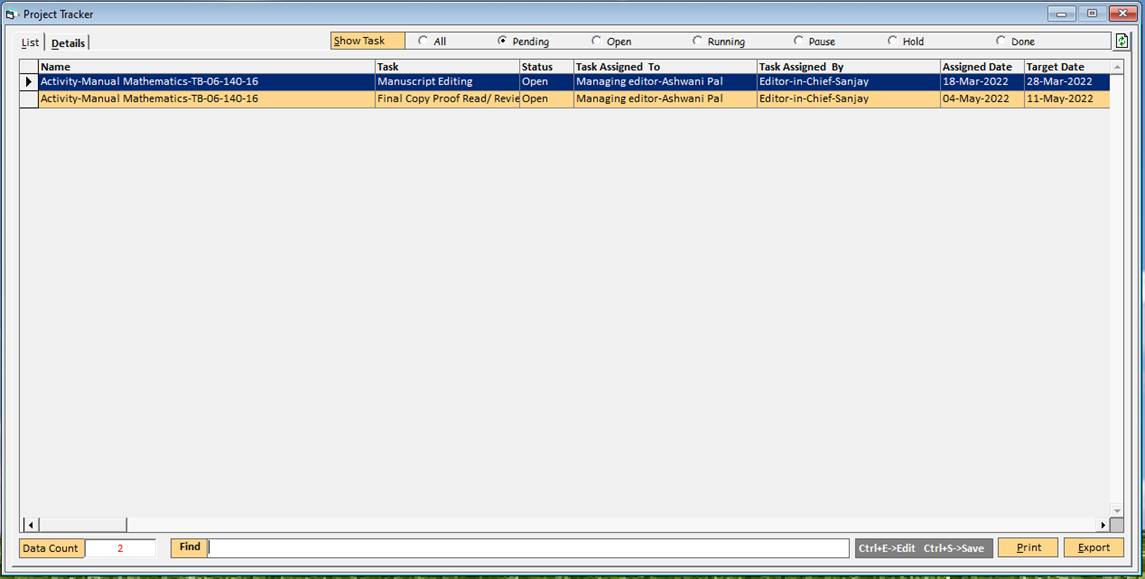 Project Tracker
List Details Show Task All Pending Open Running Pause Hold Done
Name Task Status Task Assigned To Task Assigned By Assigned Date Target Date
Activity-Manual Mathematics-TB-06-140-16 Manuscript Editing Open Managing editor-Ashwani Pal Editor-in-Chief-Sanjay 18-Mar-2022 28-Mar-2022
Activity-Manual Mathematics-TB-06-140-16 Final Copy Proof Read/ Revie Open Managing editor-Ashwani Pal Editor-in-Chief-Sanjay 04-May-2022 11-May-2022
Data Count 2 Find Ctrl+E->Edit Ctrl+S->Save Print Export